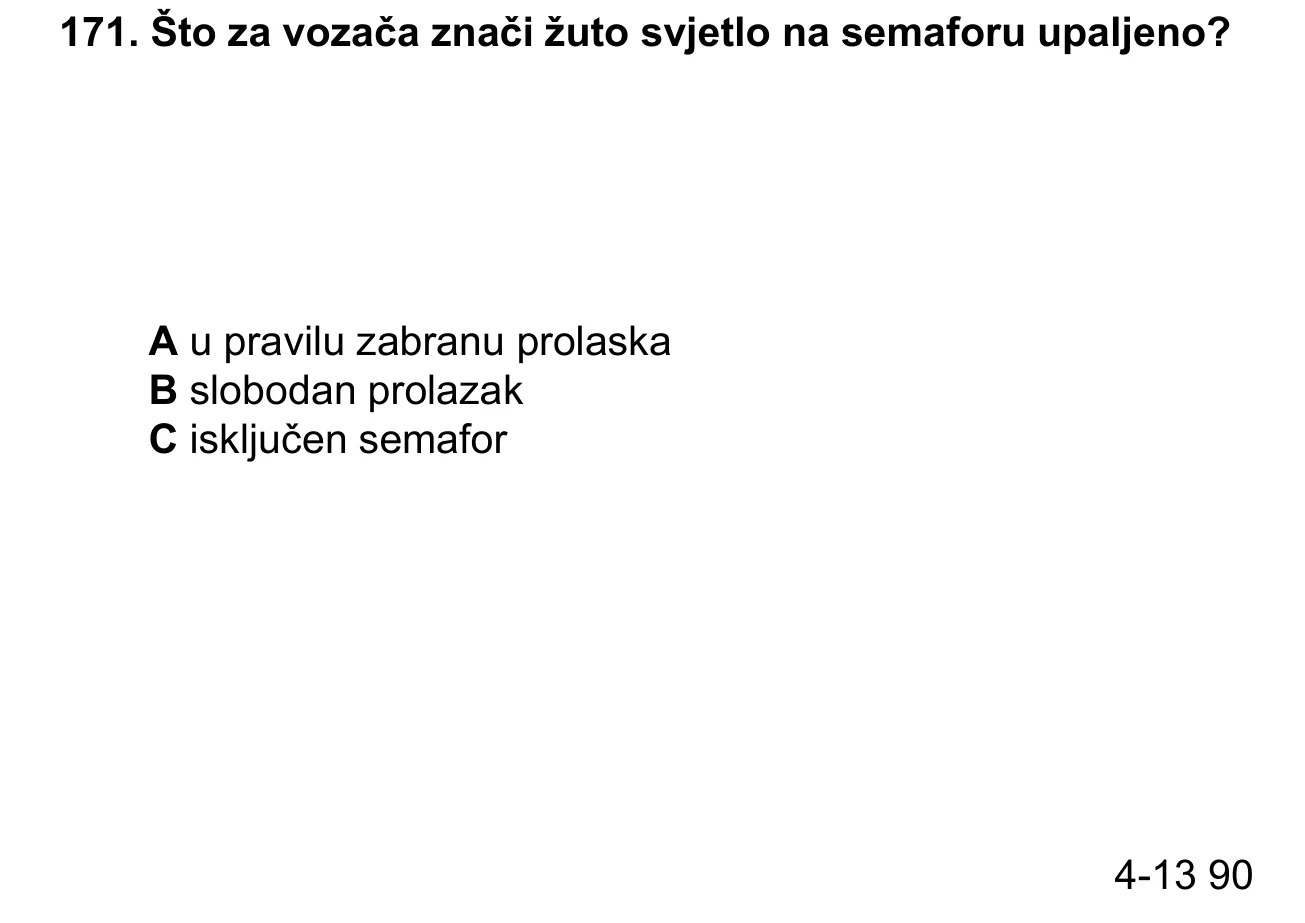 171. Što za vozača znači žuto svjetlo na semaforu upaljeno?
A u pravilu zabranu prolaska
B slobodan prolazak
C isključen semafor
4-13 90